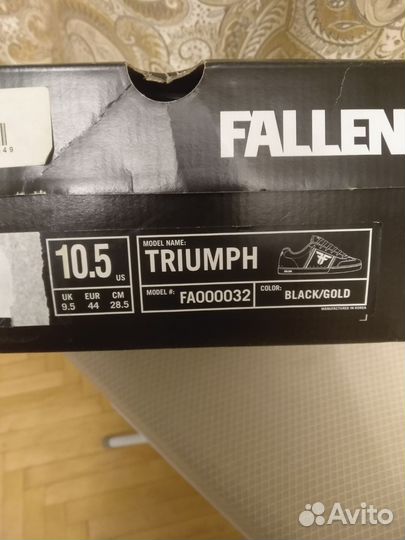 49
FALLEN
10.5 US
UK EUR CM
9.5 44 28.5
MODEL NAME:
TRIUMPH
MODEL #: FA000032
COLOR: BLACK/GOLD
MANUFACTURED IN KOREA
Avito